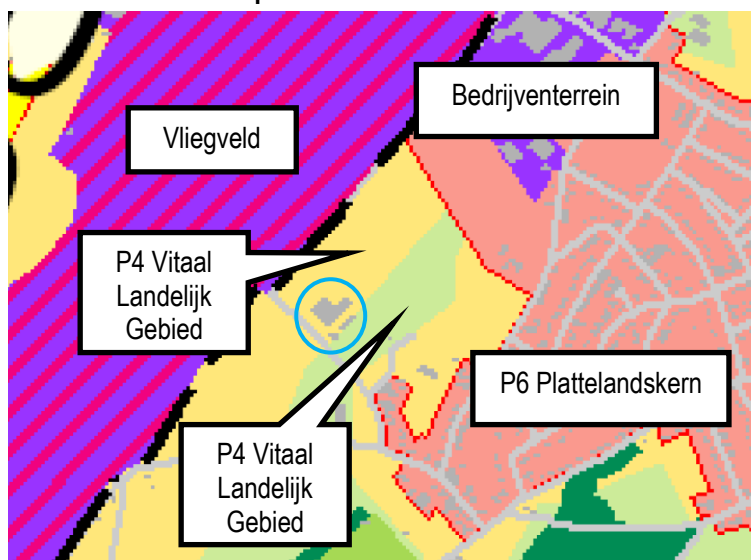 Bedrijventerrein
Vliegveld
P4 Vitaal
Landelijk
Gebied
P6 Plattelandskern
P4 Vitaal
Landelijk
Gebied